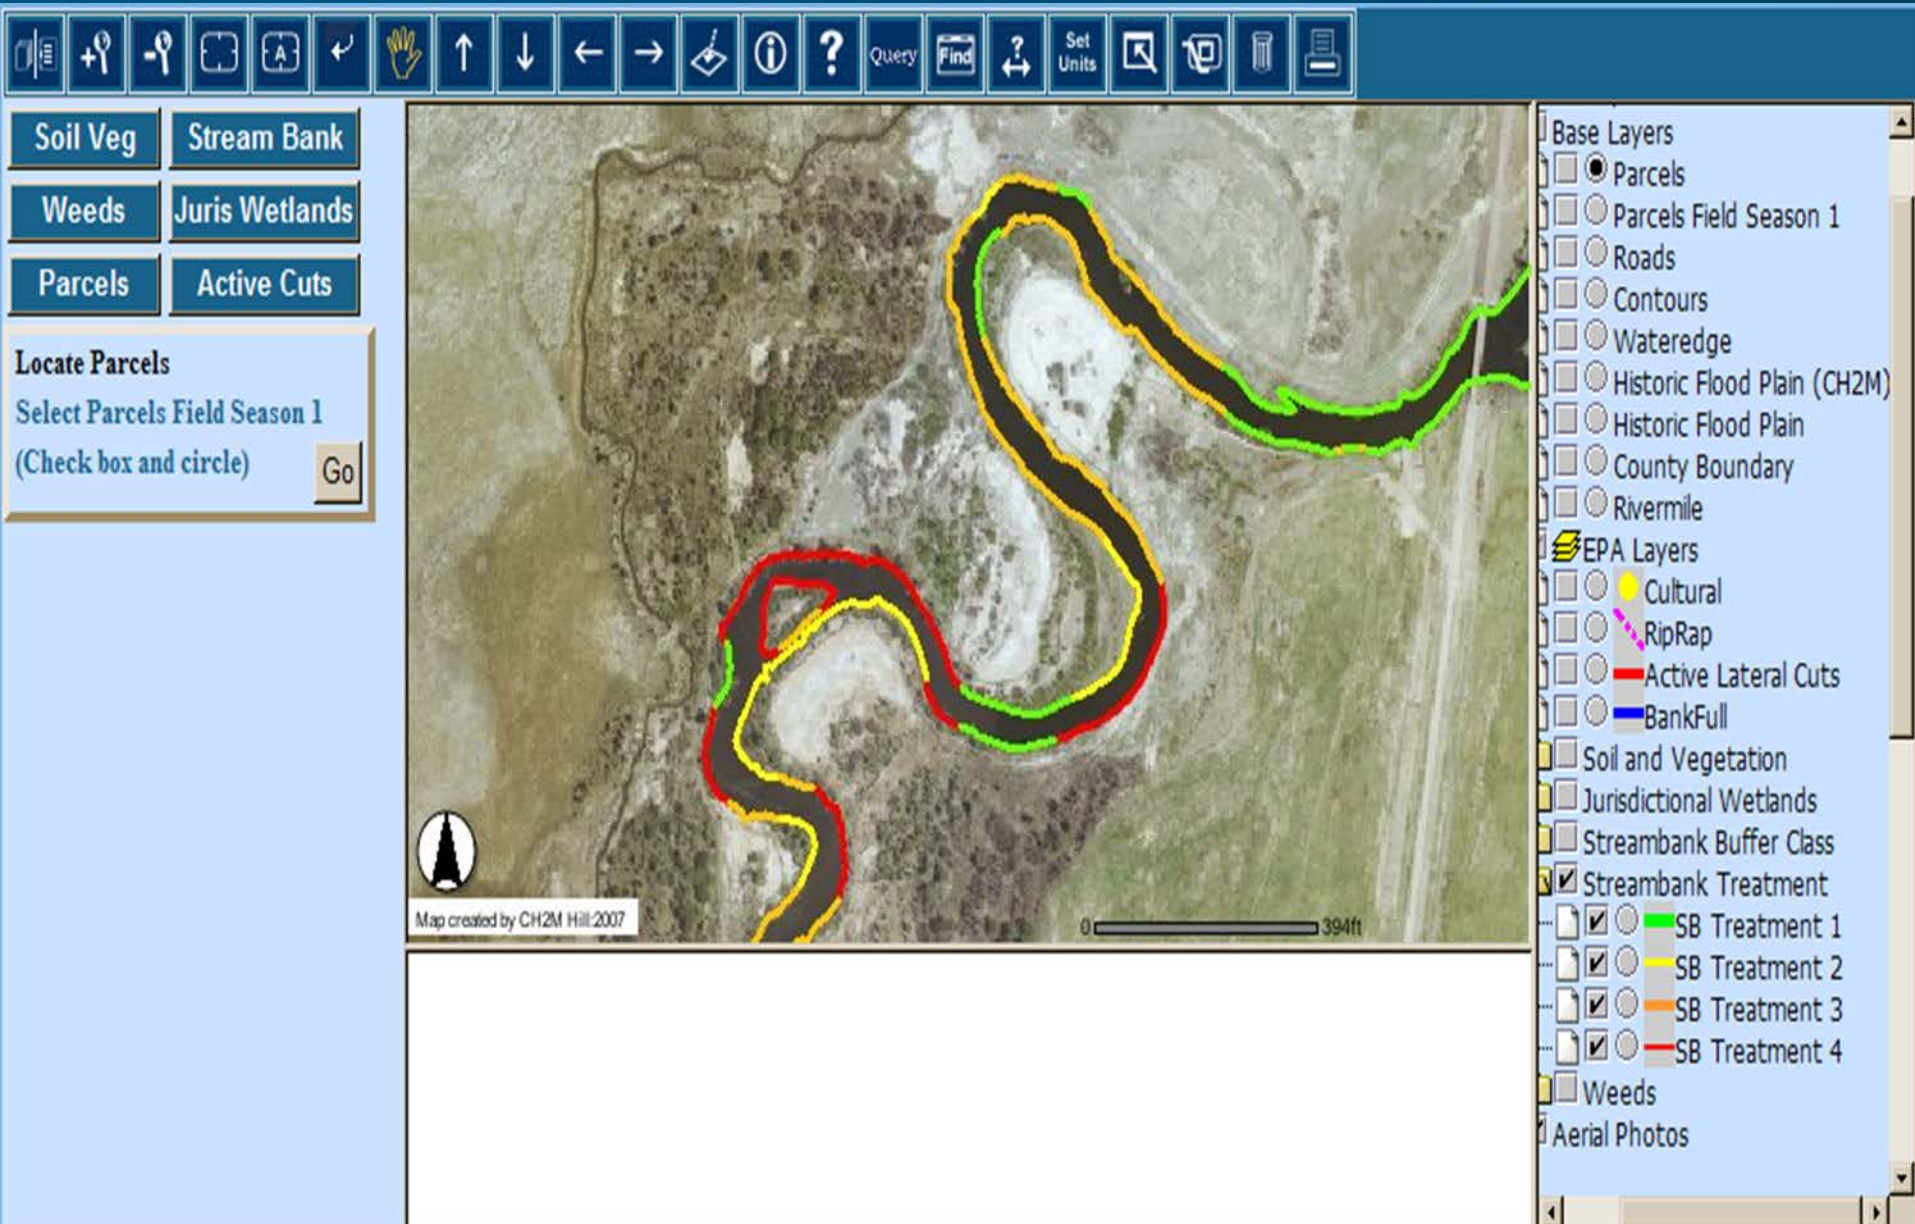 A
Query
Find
?
?
Set
Units
Soil Veg
Stream Bank
Weeds
Juris Wetlands
Parcels
Active Cuts
Locate Parcels
Select Parcels Field Season 1
(Check box and circle)
Go
Map created by CH2M Hill:2007
0
394ft
Base Layers
Parcels
Parcels Field Season 1
Roads
Contours
Wateredge
Historic Flood Plain (CH2M)
Historic Flood Plain
County Boundary
Rivermile
EPA Layers
Cultural
RipRap
Active Lateral Cuts
BankFull
Soil and Vegetation
Jurisdictional Wetlands
Streambank Buffer Class
Streambank Treatment
SB Treatment 1
SB Treatment 2
SB Treatment 3
SB Treatment 4
Weeds
Aerial Photos